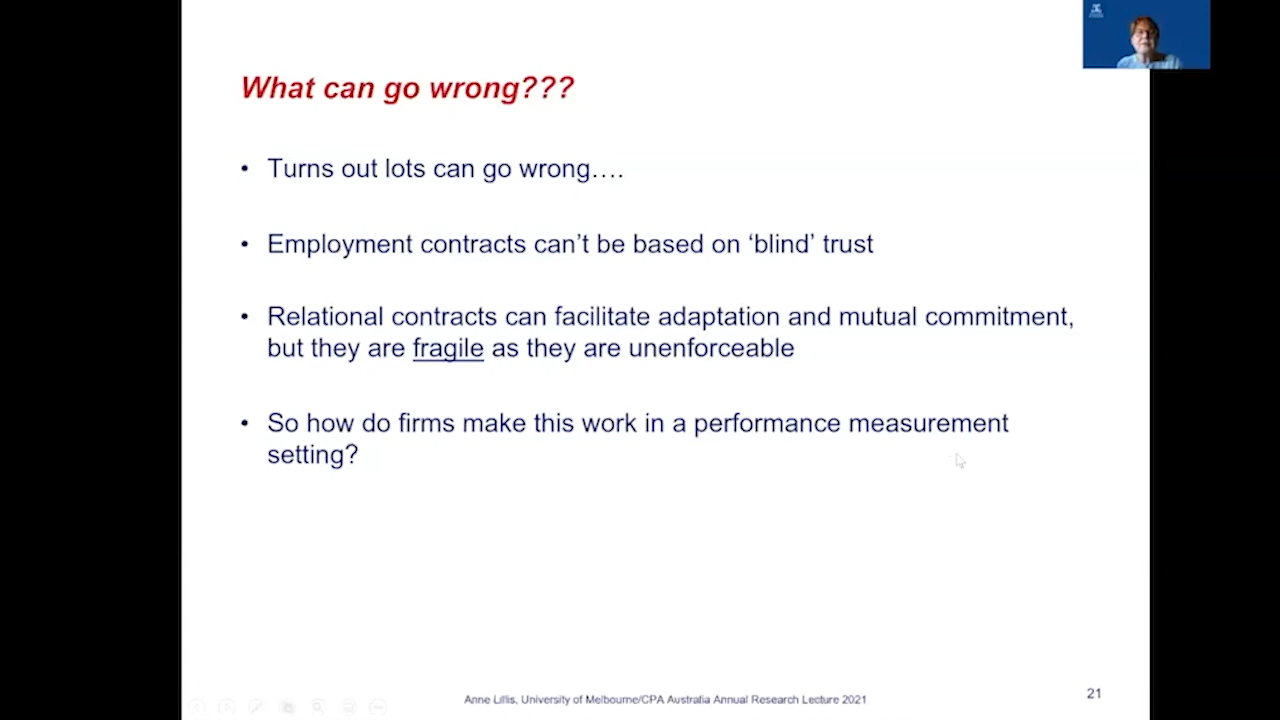 What can go wrong???
• Turns out lots can go wrong….
• Employment contracts can’t be based on ‘blind’ trust
• Relational contracts can facilitate adaptation and mutual commitment,
but they are fragile as they are unenforceable
• So how do firms make this work in a performance measurement
setting?
Anne Lillis, University of Melbourne/CPA Australia Annual Research Lecture 2021
21